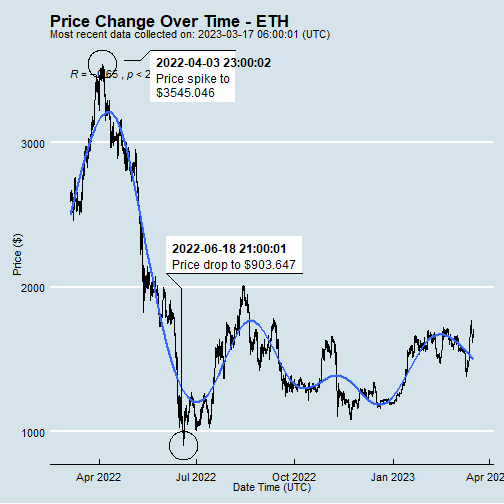 Price Change Over Time - ETH
Most recent data collected on: 2023-03-17 06:00:01 (UTC)
2022-04-03 23:00:02
Price spike to
$3545.046
R = , p < 2
3000
2022-06-18 21:00:01
Price drop to $903.647
Price ($)
2000
1000
Apr 2022
Jul 2022
Oct 2022
Jan 2023
Apr 202
Date Time (UTC)